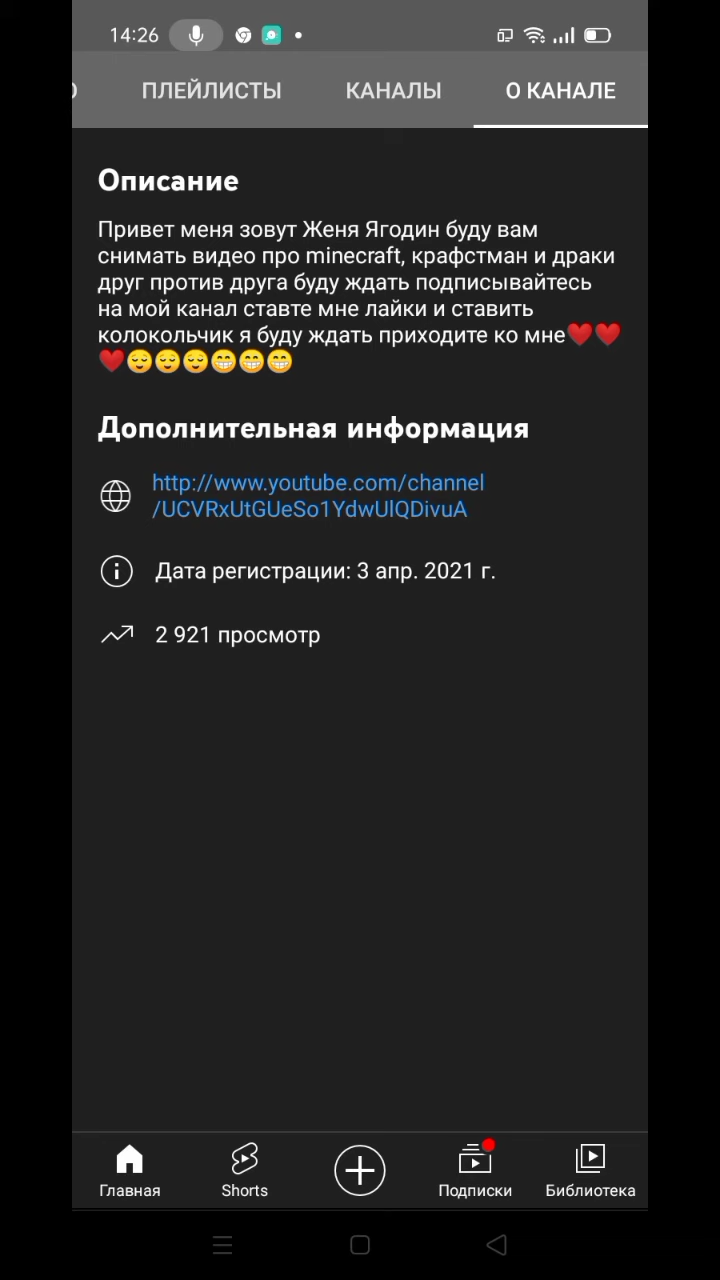 14:26
ПЛЕЙЛИСТЫ КАНАЛЫ О КАНАЛЕ
Описание
Привет меня зовут Женя Ягодин буду вам
снимать видео про minecraft, крафстман и драки
друг против друга буду ждать подписывайтесь
на мой канал ставте мне лайки и ставить
колокольчик я буду ждать приходите ко мне❤️❤️
❤️😌😌😌😁😁😁
Дополнительная информация
http://www.youtube.com/channel
/UCVRxUtGUeSo1YdwUlQDivuA
Дата регистрации: 3 апр. 2021 г.
2 921 просмотр
Главная Shorts Подписки Библиотека